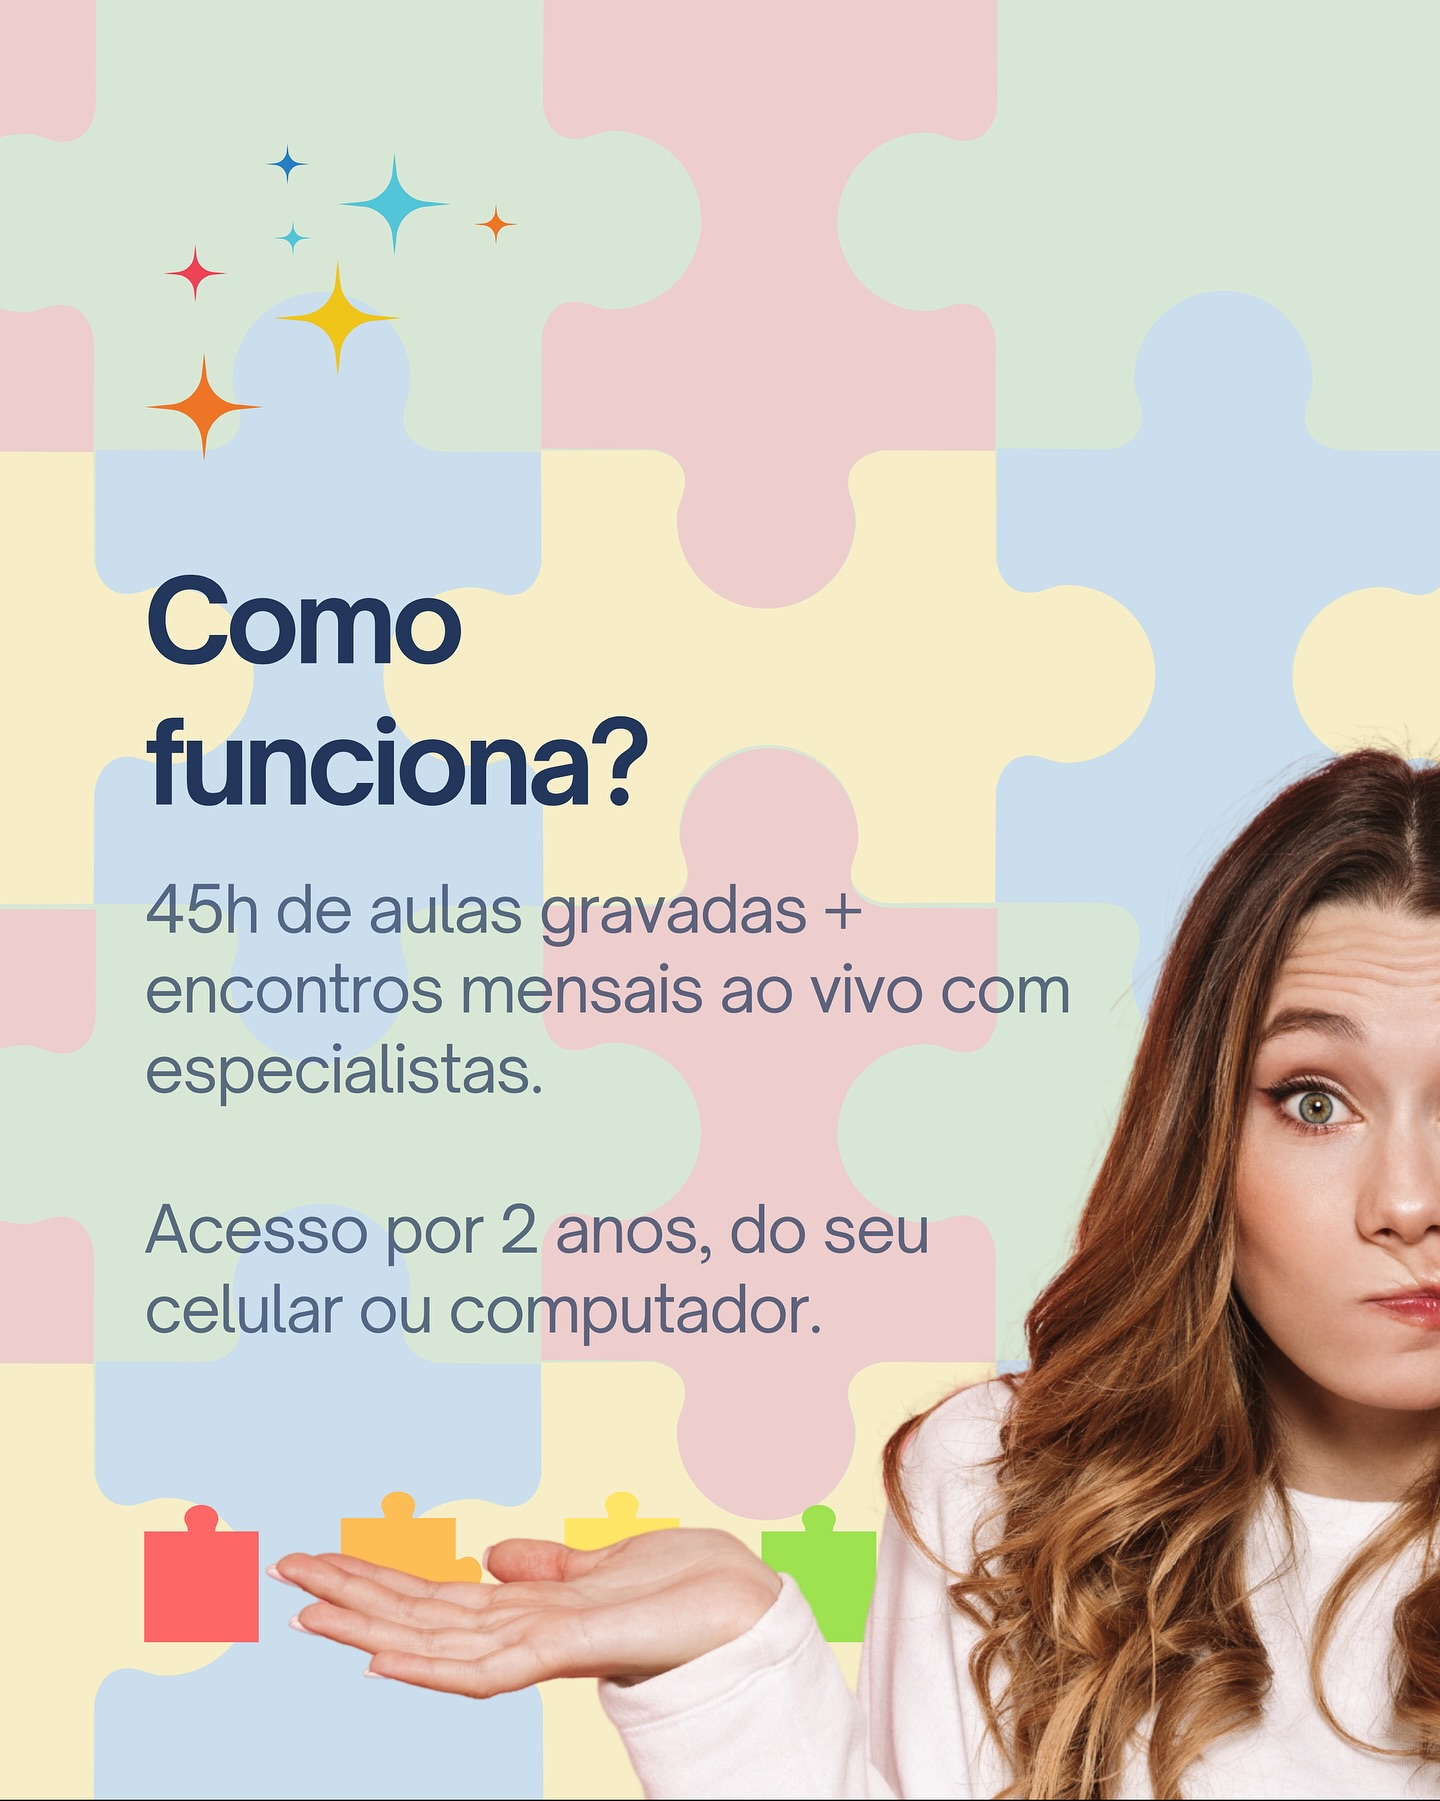 Como
funciona?
45h de aulas gravadas +
encontros mensais ao vivo com
especialistas.
Acesso por 2 anos, do seu
celular ou computador.